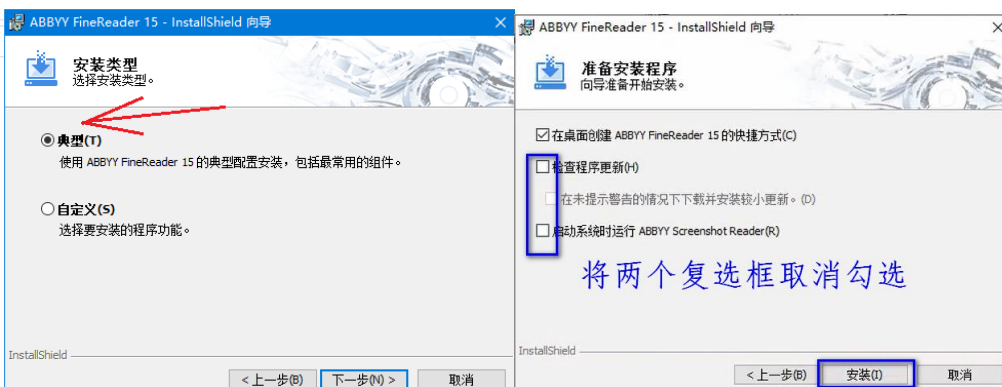 ABBYY FineReader 15 - InstallShield 向导
安装类型
选择安装类型。
典型(T)
使用 ABBYY FineReader 15 的典型配置安装，包括最常用的组件。
自定义(S)
选择要安装的程序功能。
InstallShield
<上一步(B)
下一步(N) >
取消
ABBYY FineReader 15 - InstallShield 向导
准备安装程序
向导准备开始安装。
在桌面创建 ABBYY FineReader 15 的快捷方式(C)
检查程序更新(H)
在未提示警告的情况下下载并安装较小更新。(D)
启动系统时运行 ABBYY Screenshot Reader(R)
将两个复选框取消勾选
InstallShield
<上一步(B)
安装(I)
取消